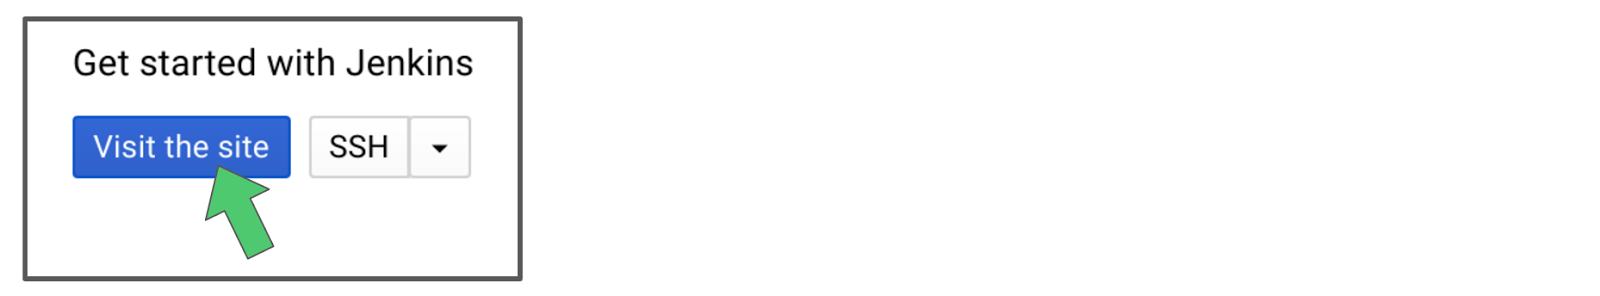 Get started with Jenkins
Visit the site SSH